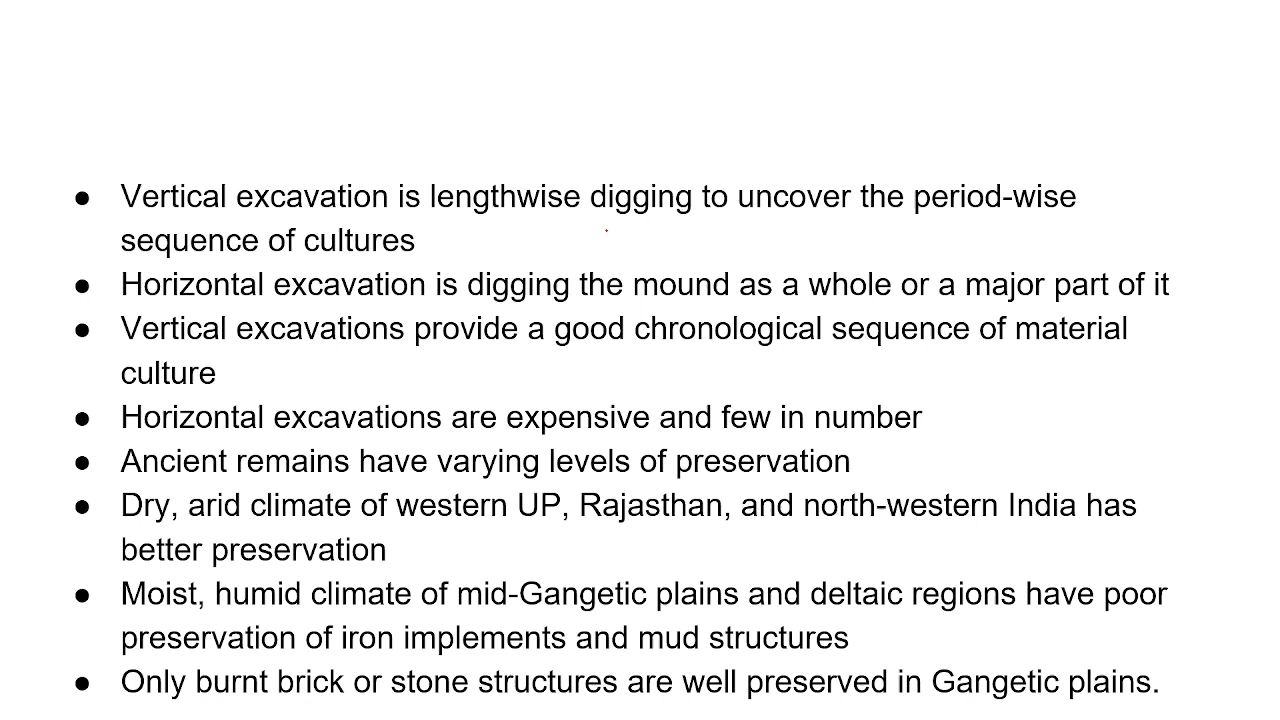 ● Vertical excavation is lengthwise digging to uncover the period-wise
sequence of cultures
● Horizontal excavation is digging the mound as a whole or a major part of it
● Vertical excavations provide a good chronological sequence of material
culture
● Horizontal excavations are expensive and few in number
● Ancient remains have varying levels of preservation
● Dry, arid climate of western UP, Rajasthan, and north-western India has
better preservation
● Moist, humid climate of mid-Gangetic plains and deltaic regions have poor
preservation of iron implements and mud structures
● Only burnt brick or stone structures are well preserved in Gangetic plains.